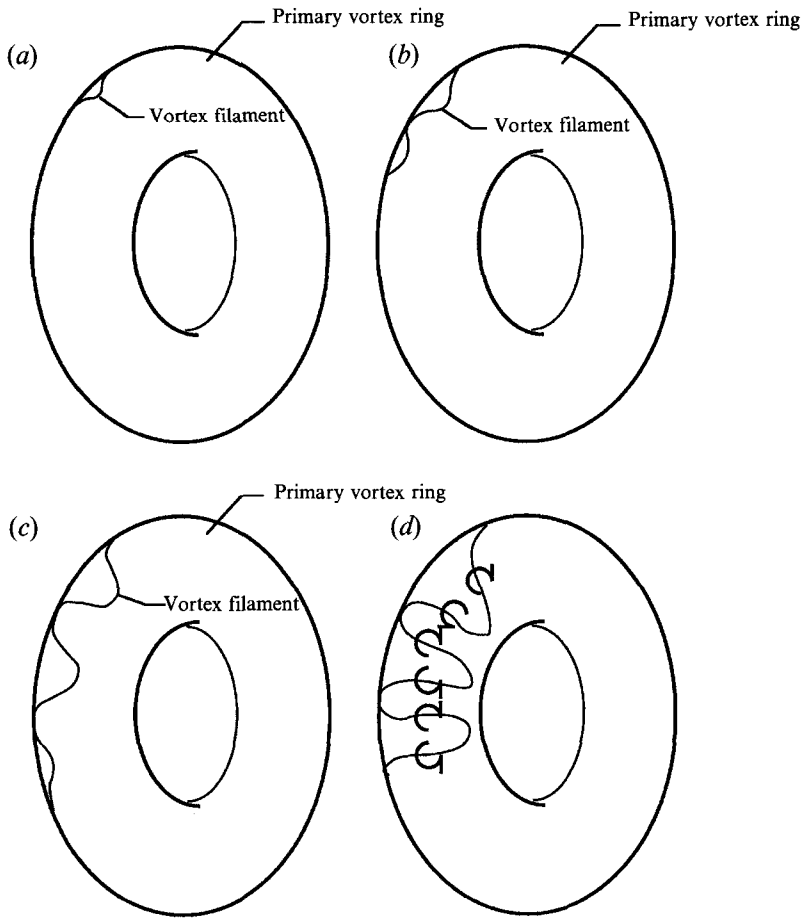 Primary vortex ring
(a)
Vortex filament
Primary vortex ring
(b)
Vortex filament
Primary vortex ring
(c)
Vortex filament
(d)